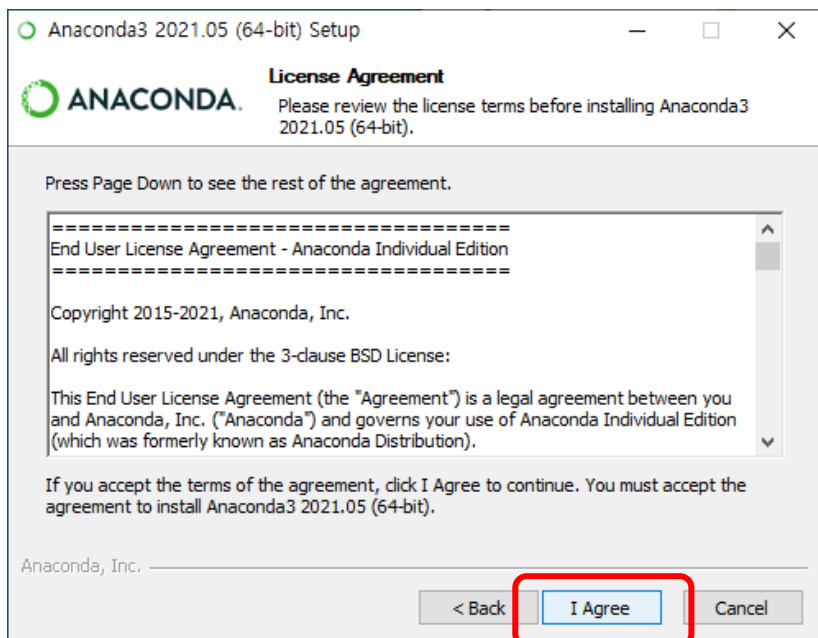 Anaconda3 2021.05 (64-bit) Setup
ANACONDA.
License Agreement
Please review the license terms before installing Anaconda3
2021.05 (64-bit).
Press Page Down to see the rest of the agreement.
=====================================
End User License Agreement - Anaconda Individual Edition
=====================================
Copyright 2015-2021, Anaconda, Inc.
All rights reserved under the 3-clause BSD License:
This End User License Agreement (the "Agreement") is a legal agreement between you
and Anaconda, Inc. ("Anaconda") and governs your use of Anaconda Individual Edition
(which was formerly known as Anaconda Distribution).
If you accept the terms of the agreement, click I Agree to continue. You must accept the
agreement to install Anaconda3 2021.05 (64-bit).
Anaconda, Inc.
< Back
I Agree
Cancel